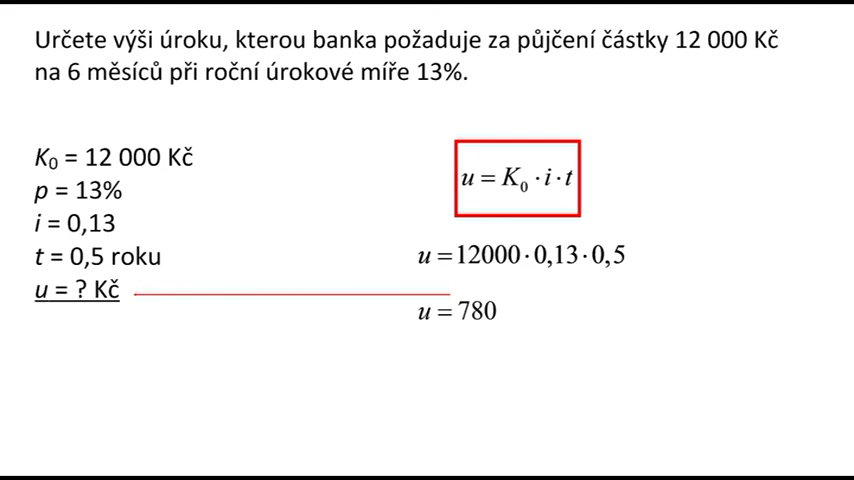 Určete výši úroku, kterou banka požaduje za půjčení částky 12 000 Kč
na 6 měsíců při roční úrokové míře 13%.
K₀ = 12 000 Kč
p = 13%
i = 0,13
t = 0,5 roku
u = ? Kč
u = K₀ · i · t
u = 12000 · 0,13 · 0,5
u = 780